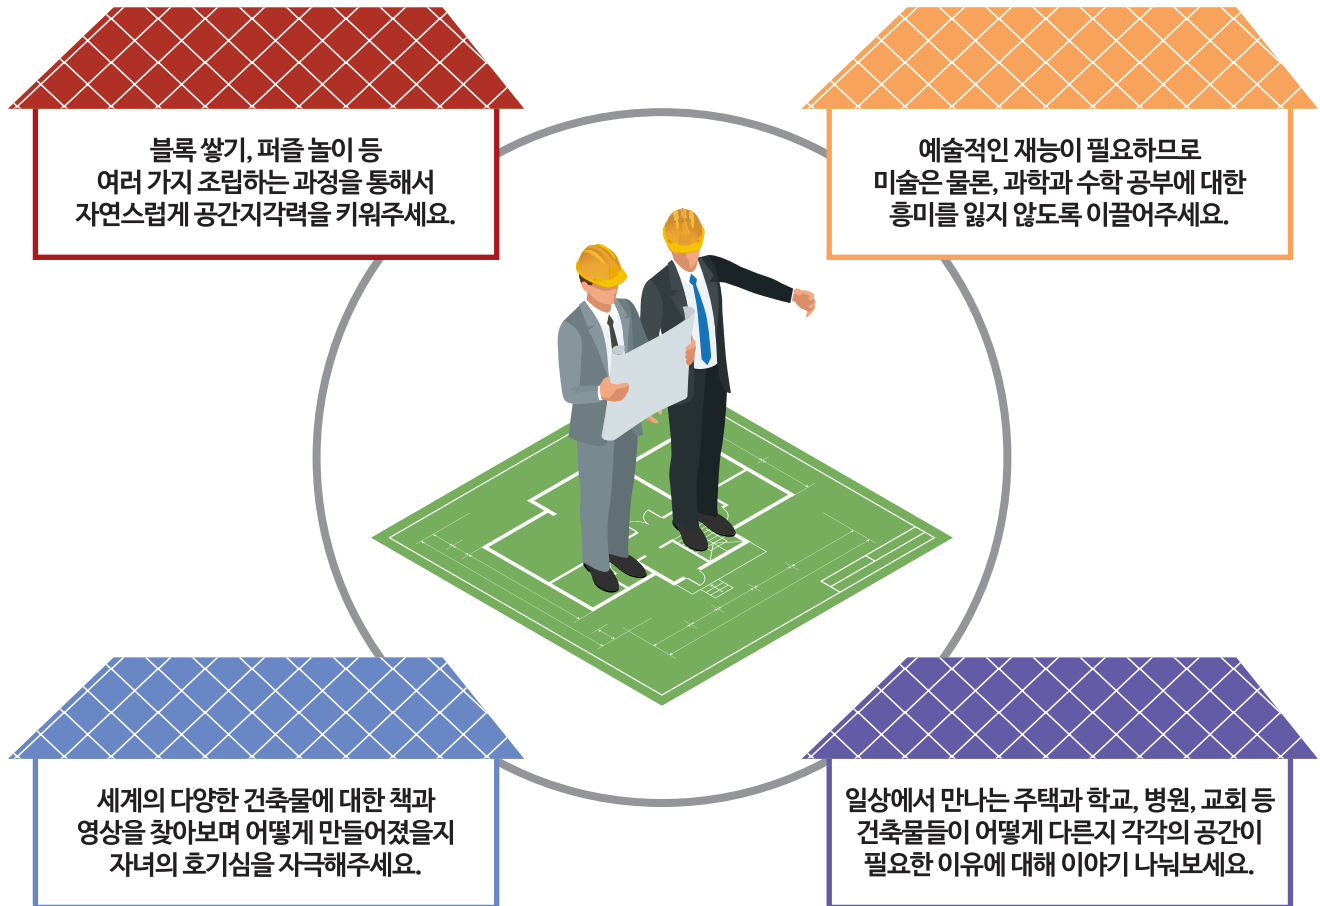 블록 쌓기, 퍼즐 놀이 등
여러 가지 조립하는 과정을 통해서
자연스럽게 공간지각력을 키워주세요.
예술적인 재능이 필요하므로
미술은 물론, 과학과 수학 공부에 대한
흥미를 잃지 않도록 이끌어주세요.
세계의 다양한 건축물에 대한 책과
영상을 찾아보며 어떻게 만들어졌을지
자녀의 호기심을 자극해주세요.
일상에서 만나는 주택과 학교, 병원, 교회 등
건축물들이 어떻게 다른지 각각의 공간이
필요한 이유에 대해 이야기 나눠보세요.